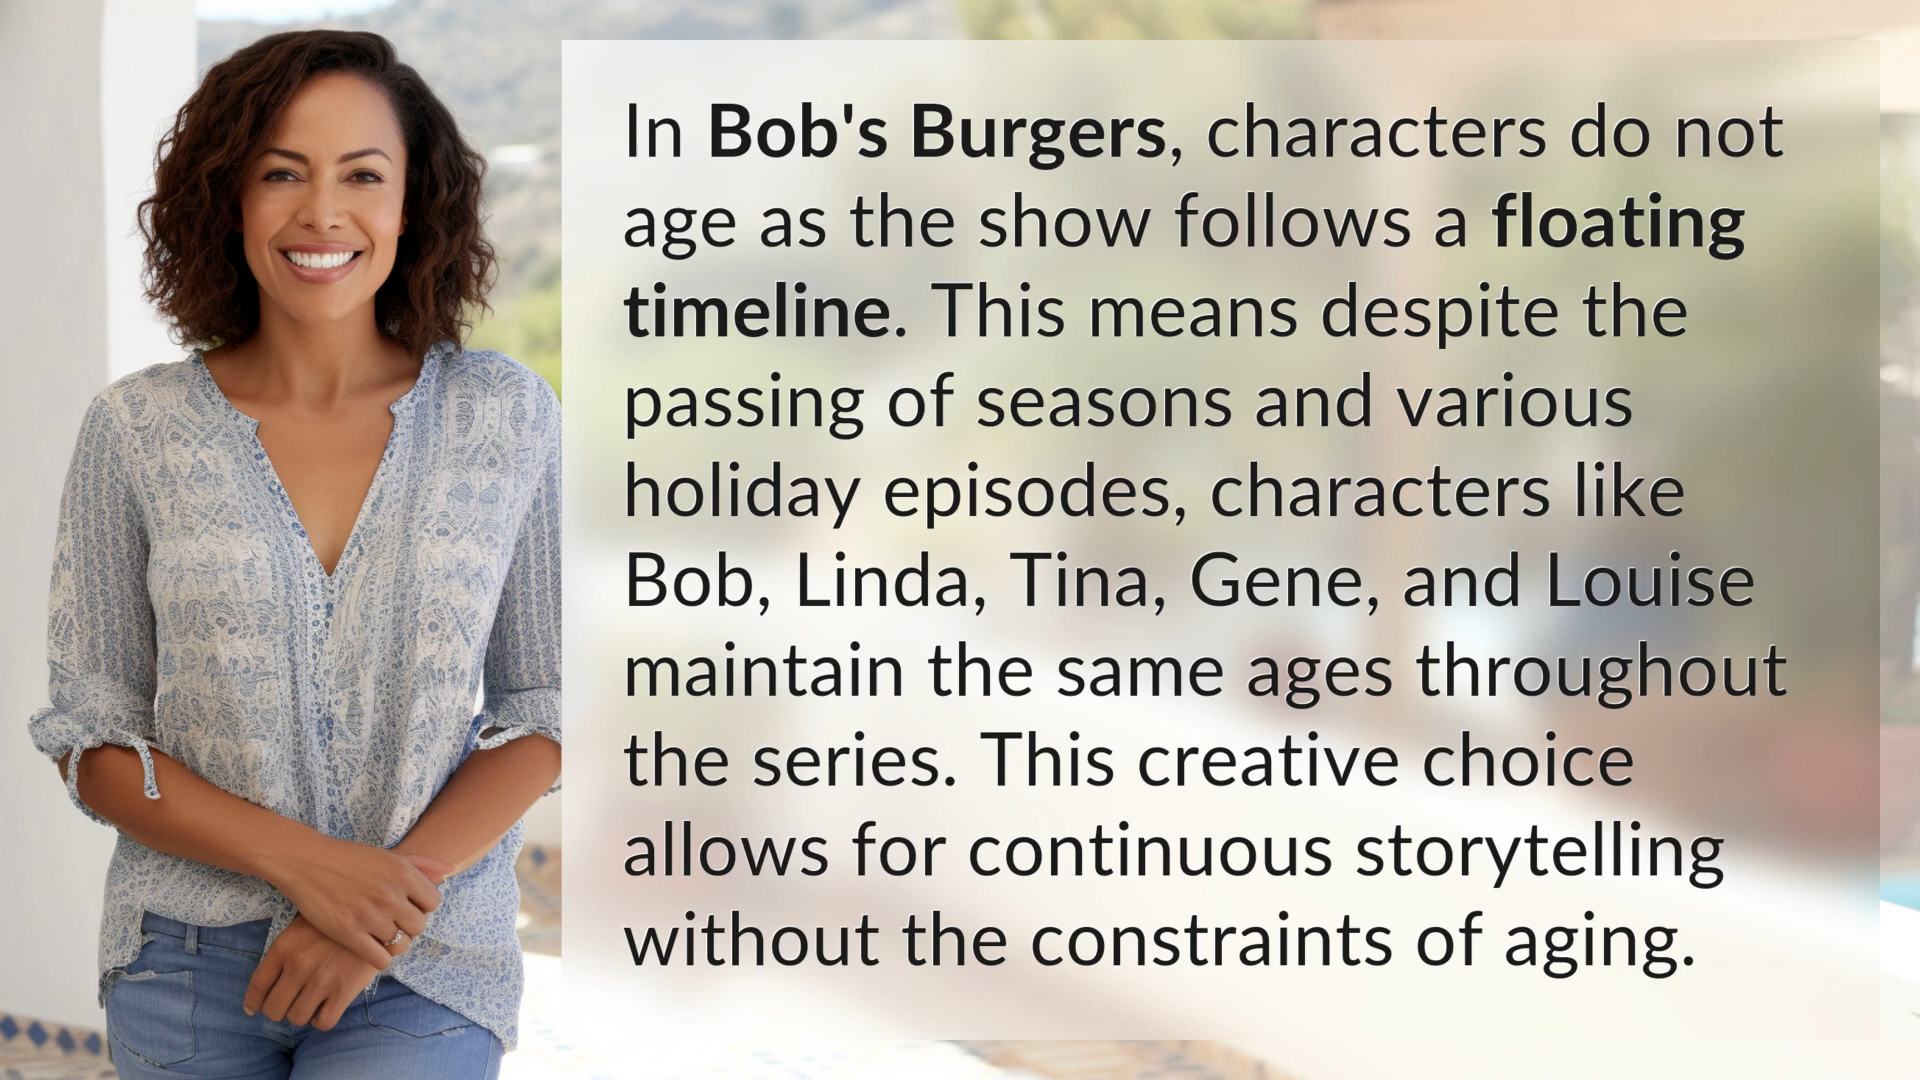 In Bob's Burgers, characters do not
age as the show follows a floating
timeline. This means despite the
passing of seasons and various
holiday episodes, characters like
Bob, Linda, Tina, Gene, and Louise
maintain the same ages throughout
the series. This creative choice
allows for continuous storytelling
without the constraints of aging.